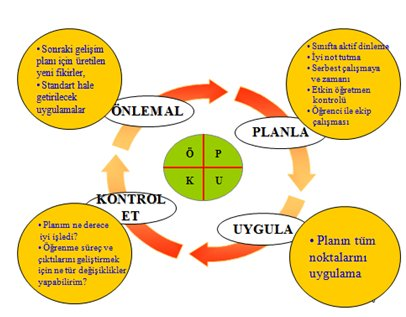 • Sonraki gelişim
planı için üretilen
yeni fikirler,
• Standart hale
getirilecek
uygulamalar
ÖNLEMAL
• Sınıfta aktif dinleme
• İyi not tutma
• Serbest çalışmaya
ve zamanı
• Etkin öğretmen
kontrolü
• Öğrenci ile ekip
çalışması
PLANLA
Ö P
K U
KONTROL
ET
• Planım ne derece
iyi işledi?
• Öğrenme süreç ve
çıktılarını geliştirmek
için ne tür değişiklikler
yapabilirim?
UYGULA
• Planın tüm
noktalarını
uygulama